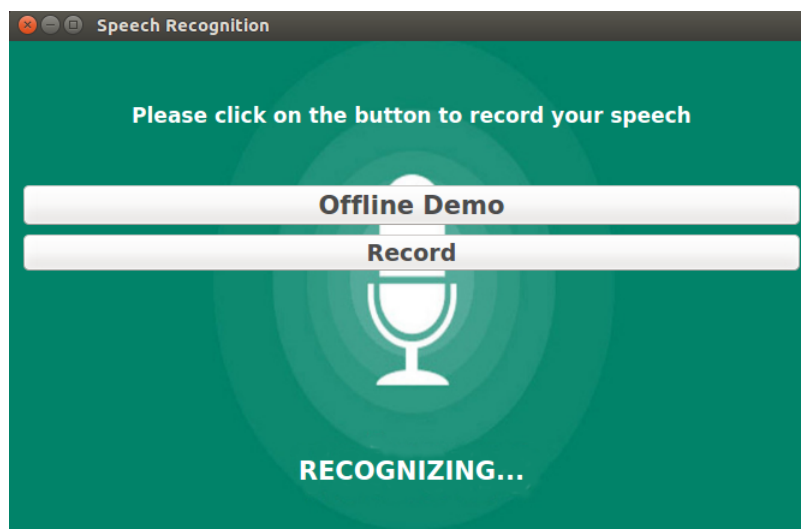 Speech Recognition
Please click on the button to record your speech
Offline Demo
Record
RECOGNIZING...